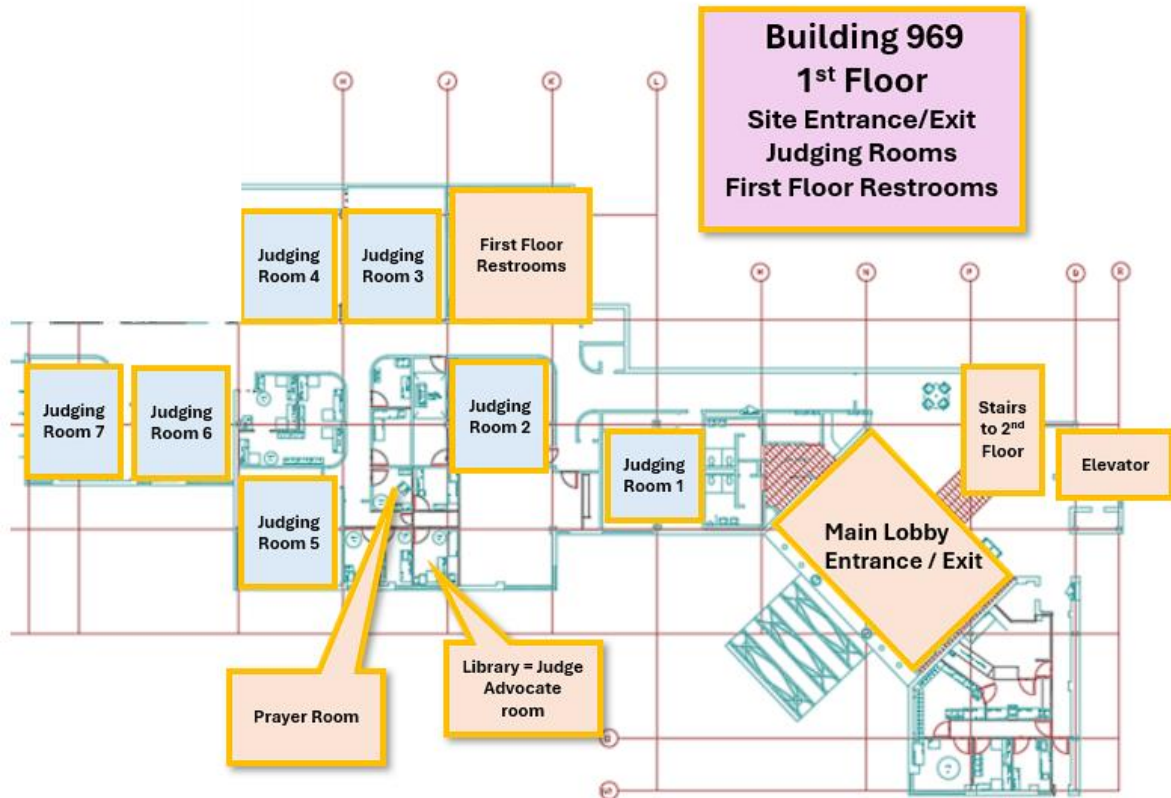 Building 969
1st Floor
Site Entrance/Exit
Judging Rooms
First Floor Restrooms
H
J
K
L
Judging
Room 4
Judging
Room 3
First Floor
Restrooms
M
N
P
Q
R
Judging
Room 7
Judging
Room 6
Judging
Room 2
Judging
Room 1
Stairs
to 2nd
Floor
Elevator
Judging
Room 5
Main Lobby
Entrance / Exit
Prayer Room
Library = Judge
Advocate
room